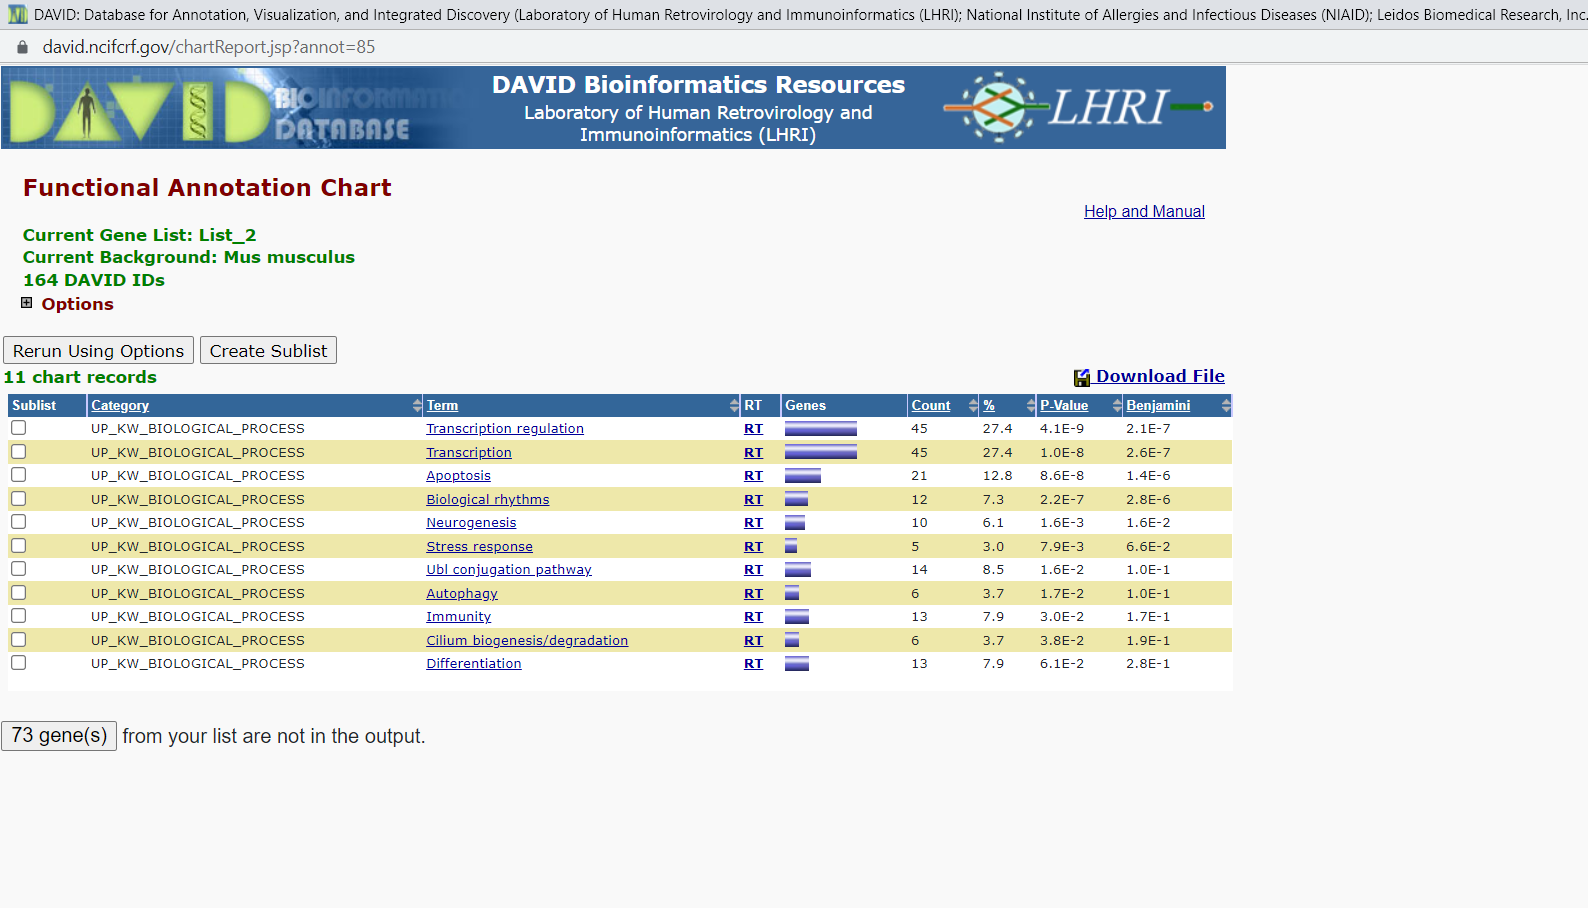 DAVID: Database for Annotation, Visualization, and Integrated Discovery (Laboratory of Human Retrovirology and Immunoinformatics (LHRI); National Institute of Allergies and Infectious Diseases (NIAID); Leidos Biomedical Research, Inc.
david.ncifcrf.gov/chartReport.jsp?annot=85
DAVID BIOINFORMATICS DATABASE
DAVID Bioinformatics Resources
Laboratory of Human Retrovirology and
Immunoinformatics (LHRI)
LHRI
Functional Annotation Chart
Help and Manual
Current Gene List: List_2
Current Background: Mus musculus
164 DAVID IDs
Options
Rerun Using Options Create Sublist
11 chart records Download File
Sublist Category Term RT Genes Count % P-Value Benjamini
UP_KW_BIOLOGICAL_PROCESS Transcription regulation RT 45 27.4 4.1E-9 2.1E-7
UP_KW_BIOLOGICAL_PROCESS Transcription RT 45 27.4 1.0E-8 2.6E-7
UP_KW_BIOLOGICAL_PROCESS Apoptosis RT 21 12.8 8.6E-8 1.4E-6
UP_KW_BIOLOGICAL_PROCESS Biological rhythms RT 12 7.3 2.2E-7 2.8E-6
UP_KW_BIOLOGICAL_PROCESS Neurogenesis RT 10 6.1 1.6E-3 1.6E-2
UP_KW_BIOLOGICAL_PROCESS Stress response RT 5 3.0 7.9E-3 6.6E-2
UP_KW_BIOLOGICAL_PROCESS Ubl conjugation pathway RT 14 8.5 1.6E-2 1.0E-1
UP_KW_BIOLOGICAL_PROCESS Autophagy RT 6 3.7 1.7E-2 1.0E-1
UP_KW_BIOLOGICAL_PROCESS Immunity RT 13 7.9 3.0E-2 1.7E-1
UP_KW_BIOLOGICAL_PROCESS Cilium biogenesis/degradation RT 6 3.7 3.8E-2 1.9E-1
UP_KW_BIOLOGICAL_PROCESS Differentiation RT 13 7.9 6.1E-2 2.8E-1
73 gene(s) from your list are not in the output.